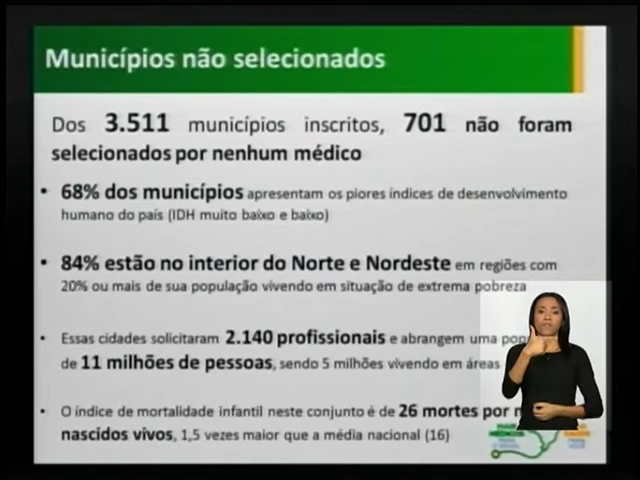 Municípios não selecionados
Dos 3.511 municípios inscritos, 701 não foram
selecionados por nenhum médico
• 68% dos municípios apresentam os piores índices de desenvolvimento
humano do país (IDH muito baixo e baixo)
• 84% estão no interior do Norte e Nordeste em regiões com
20% ou mais de sua população vivendo em situação de extrema pobreza
• Essas cidades solicitaram 2.140 profissionais e abrangem uma
de 11 milhões de pessoas, sendo 5 milhões vivendo em áreas
• O índice de mortalidade infantil neste conjunto é de 26 mortes por
nascidos vivos, 1,5 vezes maior que a média nacional (16)